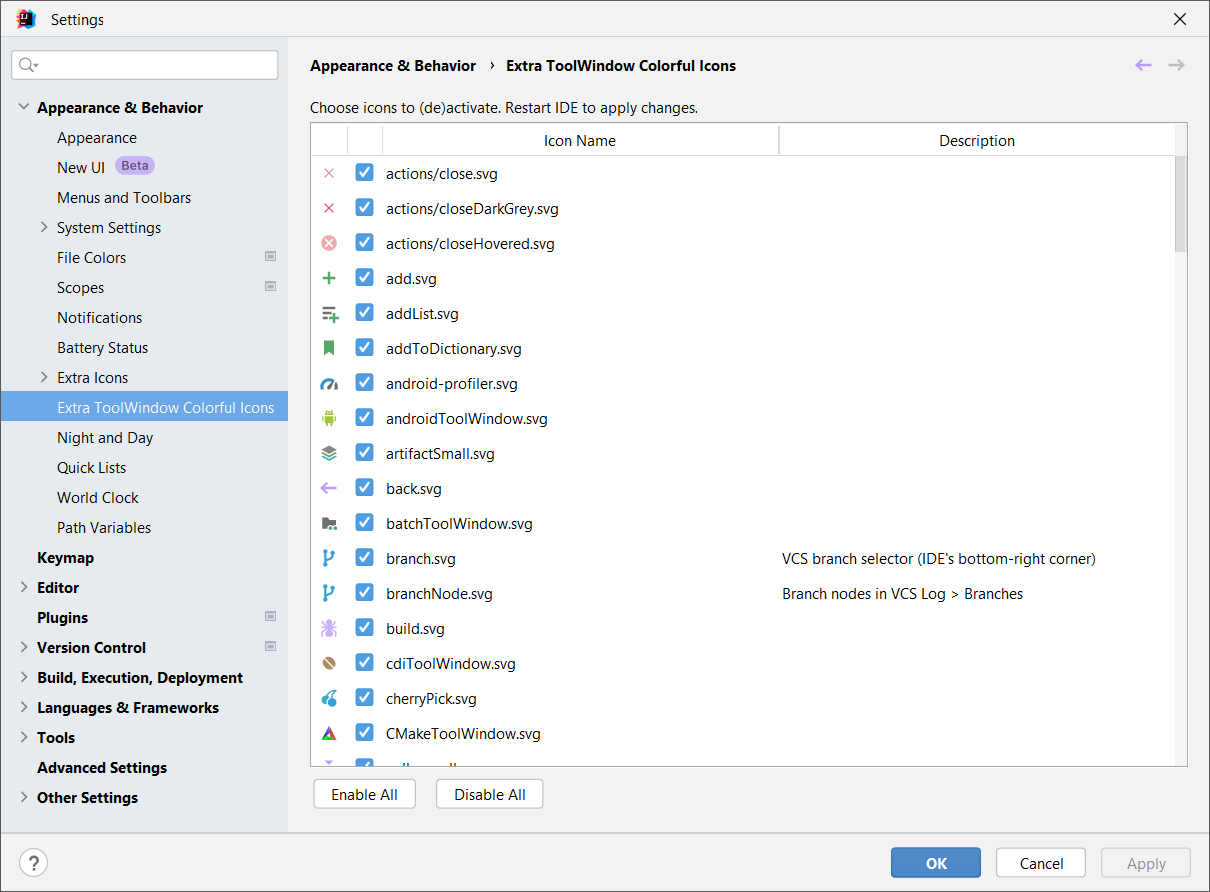 Settings
Appearance & Behavior › Extra ToolWindow Colorful Icons
Appearance & Behavior
Appearance
New UI Beta
Menus and Toolbars
System Settings
File Colors
Scopes
Notifications
Battery Status
Extra Icons
Extra ToolWindow Colorful Icons
Night and Day
Quick Lists
World Clock
Path Variables
Keymap
Editor
Plugins
Version Control
Build, Execution, Deployment
Languages & Frameworks
Tools
Advanced Settings
Other Settings
Choose icons to (de)activate. Restart IDE to apply changes.
Icon Name Description
actions/close.svg
actions/closeDarkGrey.svg
actions/closeHovered.svg
add.svg
addList.svg
addToDictionary.svg
android-profiler.svg
androidToolWindow.svg
artifactSmall.svg
back.svg
batchToolWindow.svg
branch.svg VCS branch selector (IDE's bottom-right corner)
branchNode.svg Branch nodes in VCS Log > Branches
build.svg
cdiToolWindow.svg
cherryPick.svg
CMakeToolWindow.svg
Enable All Disable All
? OK Cancel Apply